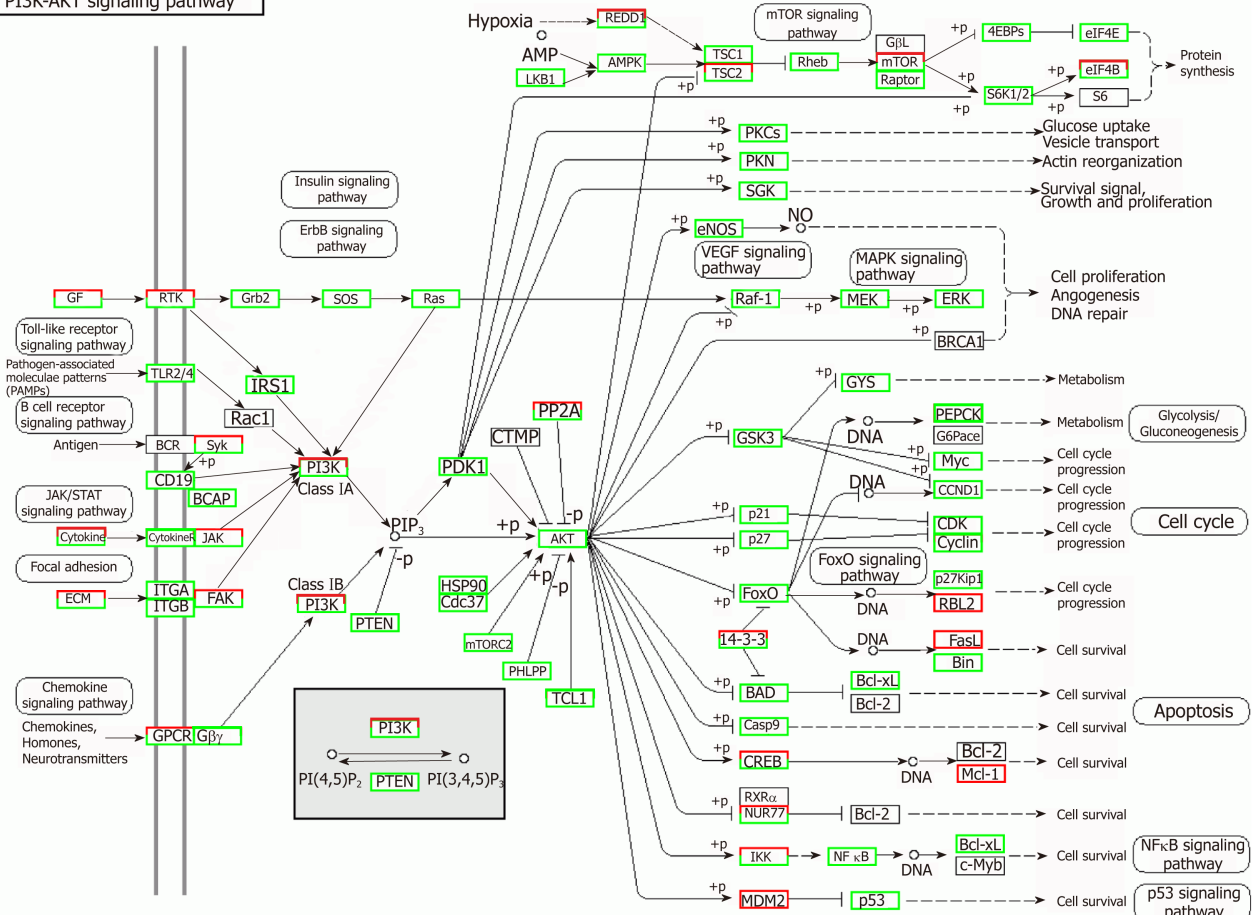 PI3K-AKT signaling pathway
Hypoxia
REDD1
AMP
LKB1
AMPK
TSC1
TSC2
+p
mTOR signaling
pathway
Rheb
GβL
mTOR
Raptor
+p
+p
4EBPs
eIF4E
S6K1/2
+p
+p
+p
eIF4B
S6
Protein
synthesis
+p
PKCs
Glucose uptake
Vesicle transport
+p
PKN
Actin reorganization
+p
SGK
Survival signal,
Growth and proliferation
Insulin signaling
pathway
ErbB signaling
pathway
+p
eNOS
NO
VEGF signaling
pathway
MAPK signaling
pathway
GF
RTK
Grb2
SOS
Ras
Raf-1
+p
+p
MEK
+p
ERK
BRCA1
Cell proliferation
Angogenesis
DNA repair
Toll-like receptor
signaling pathway
Pathogen-associated
moleculae patterns
(PAMPs)
TLR2/4
IRS1
B cell receptor
signaling pathway
Rac1
Antigen
BCR
Syk
+p
CD19
BCAP
PI3K
Class IA
JAK/STAT
signaling pathway
Cytokine
CytokineR
JAK
Focal adhesion
ECM
ITGA
ITGB
FAK
Class IB
PI3K
PIP3
-p
PTEN
PDK1
CTMP
PP2A
-p
+p
AKT
HSP90
Cdc37
+p
-p
mTORC2
PHLPP
TCL1
Chemokine
signaling pathway
Chemokines,
Homones,
Neurotransmitters
GPCR
Gβγ
PI3K
PI(4,5)P2
PTEN
PI(3,4,5)P3
+p
GYS
Metabolism
+p
GSK3
DNA
PEPCK
G6Pace
Metabolism
Glycolysis/
Gluconeogenesis
+p
Myc
Cell cycle
progression
+p
DNA
CCND1
Cell cycle
progression
+p
p21
+p
p27
CDK
Cyclin
Cell cycle
progression
Cell cycle
FoxO signaling
pathway
+p
FoxO
DNA
p27Kip1
RBL2
Cell cycle
progression
14-3-3
DNA
FasL
Bin
Cell survival
+p
BAD
Bcl-xL
Bcl-2
Cell survival
Apoptosis
+p
Casp9
Cell survival
+p
CREB
DNA
Bcl-2
Mcl-1
Cell survival
+p
RXRα
NUR77
Bcl-2
Cell survival
+p
IKK
NF κB
DNA
Bcl-xL
c-Myb
Cell survival
NFκB signaling
pathway
+p
MDM2
p53
Cell survival
p53 signaling
pathway